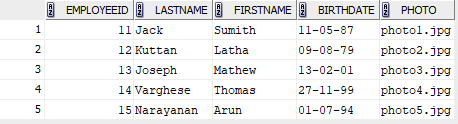 EMPLOYEEID LASTNAME FIRSTNAME BIRTHDATE PHOTO
1 11 Jack Sumith 11-05-87 photo1.jpg
2 12 Kuttan Latha 09-08-79 photo2.jpg
3 13 Joseph Mathew 13-02-01 photo3.jpg
4 14 Varghese Thomas 27-11-99 photo4.jpg
5 15 Narayanan Arun 01-07-94 photo5.jpg